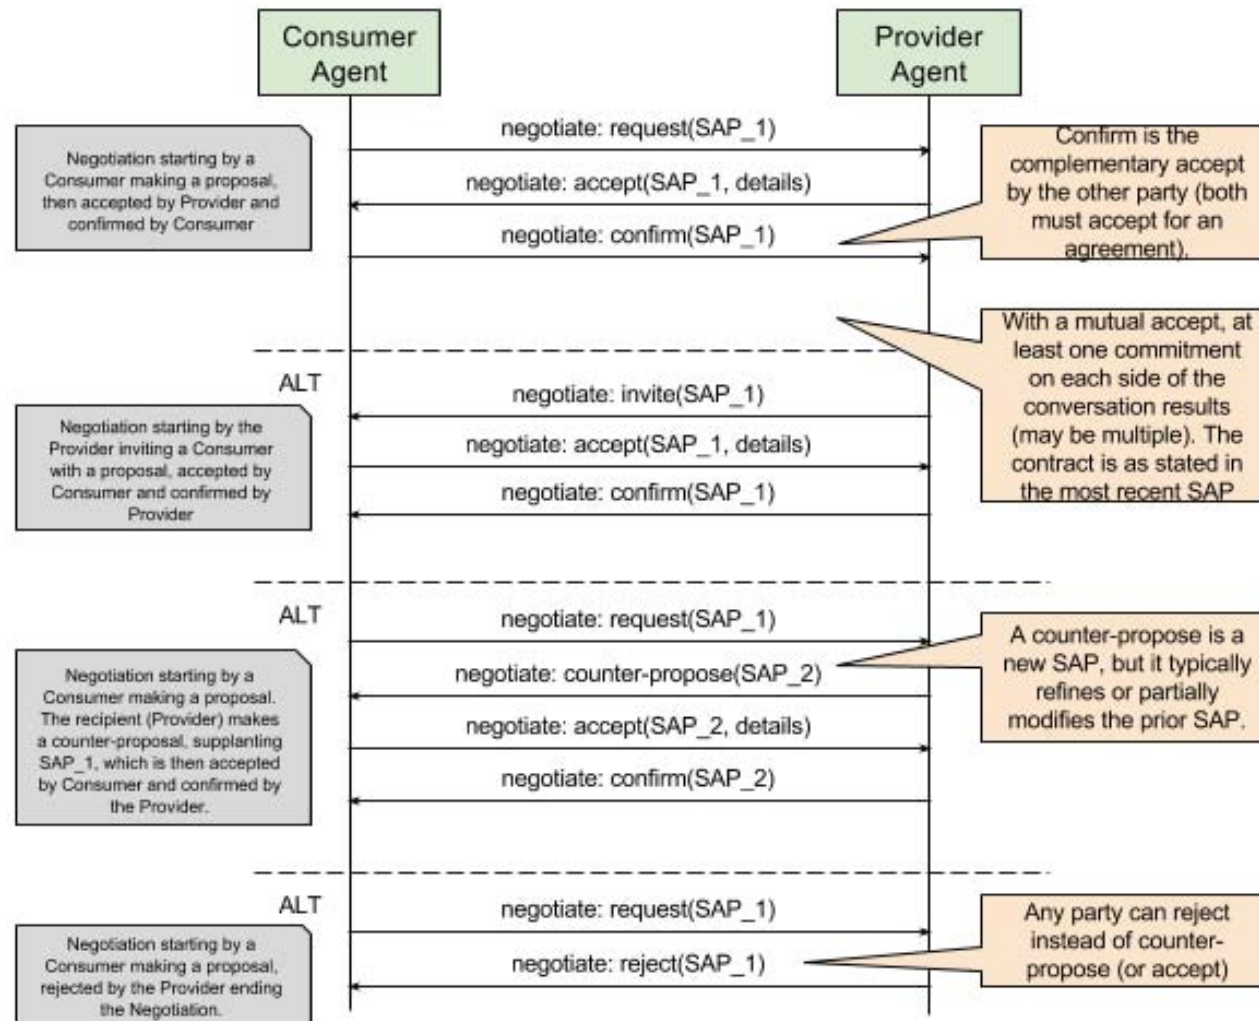 Consumer
Agent
Provider
Agent
negotiate: request(SAP_1)
negotiate: accept(SAP_1, details)
negotiate: confirm(SAP_1)
Negotiation starting by a
Consumer making a proposal,
then accepted by Provider and
confirmed by Consumer
Confirm is the
complementary accept
by the other party (both
must accept for an
agreement).
With a mutual accept, at
least one commitment
on each side of the
conversation results
(may be multiple). The
contract is as stated in
the most recent SAP
ALT
negotiate: invite(SAP_1)
negotiate: accept(SAP_1, details)
negotiate: confirm(SAP_1)
Negotiation starting by the
Provider inviting a Consumer
with a proposal, accepted by
Consumer and confirmed by
Provider
ALT
negotiate: request(SAP_1)
negotiate: counter-propose(SAP_2)
negotiate: accept(SAP_2, details)
negotiate: confirm(SAP_2)
Negotiation starting by a
Consumer making a proposal.
The recipient (Provider) makes
a counter-proposal, supplanting
SAP_1, which is then accepted
by Consumer and confirmed by
the Provider.
A counter-propose is a
new SAP, but it typically
refines or partially
modifies the prior SAP.
ALT
negotiate: request(SAP_1)
negotiate: reject(SAP_1)
Negotiation starting by a
Consumer making a proposal,
rejected by the Provider ending
the Negotiation.
Any party can reject
instead of counter-
propose (or accept)